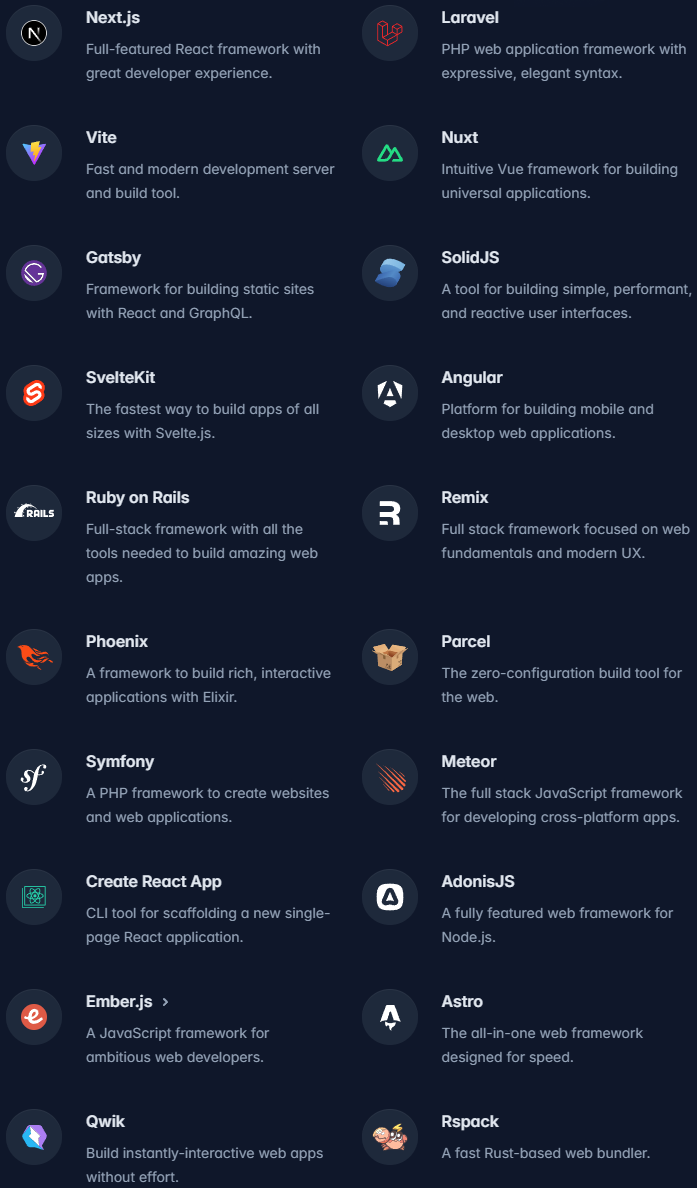 Next.js
Full-featured React framework with
great developer experience.
Laravel
PHP web application framework with
expressive, elegant syntax.
Vite
Fast and modern development server
and build tool.
Nuxt
Intuitive Vue framework for building
universal applications.
Gatsby
Framework for building static sites
with React and GraphQL.
SolidJS
A tool for building simple, performant,
and reactive user interfaces.
SvelteKit
The fastest way to build apps of all
sizes with Svelte.js.
Angular
Platform for building mobile and
desktop web applications.
RAILS
Ruby on Rails
Full-stack framework with all the
tools needed to build amazing web
apps.
Remix
Full stack framework focused on web
fundamentals and modern UX.
Phoenix
A framework to build rich, interactive
applications with Elixir.
Parcel
The zero-configuration build tool for
the web.
Symfony
A PHP framework to create websites
and web applications.
Meteor
The full stack JavaScript framework
for developing cross-platform apps.
Create React App
CLI tool for scaffolding a new single-
page React application.
AdonisJS
A fully featured web framework for
Node.js.
Ember.js
A JavaScript framework for
ambitious web developers.
Astro
The all-in-one web framework
designed for speed.
Qwik
Build instantly-interactive web apps
without effort.
Rspack
A fast Rust-based web bundler.